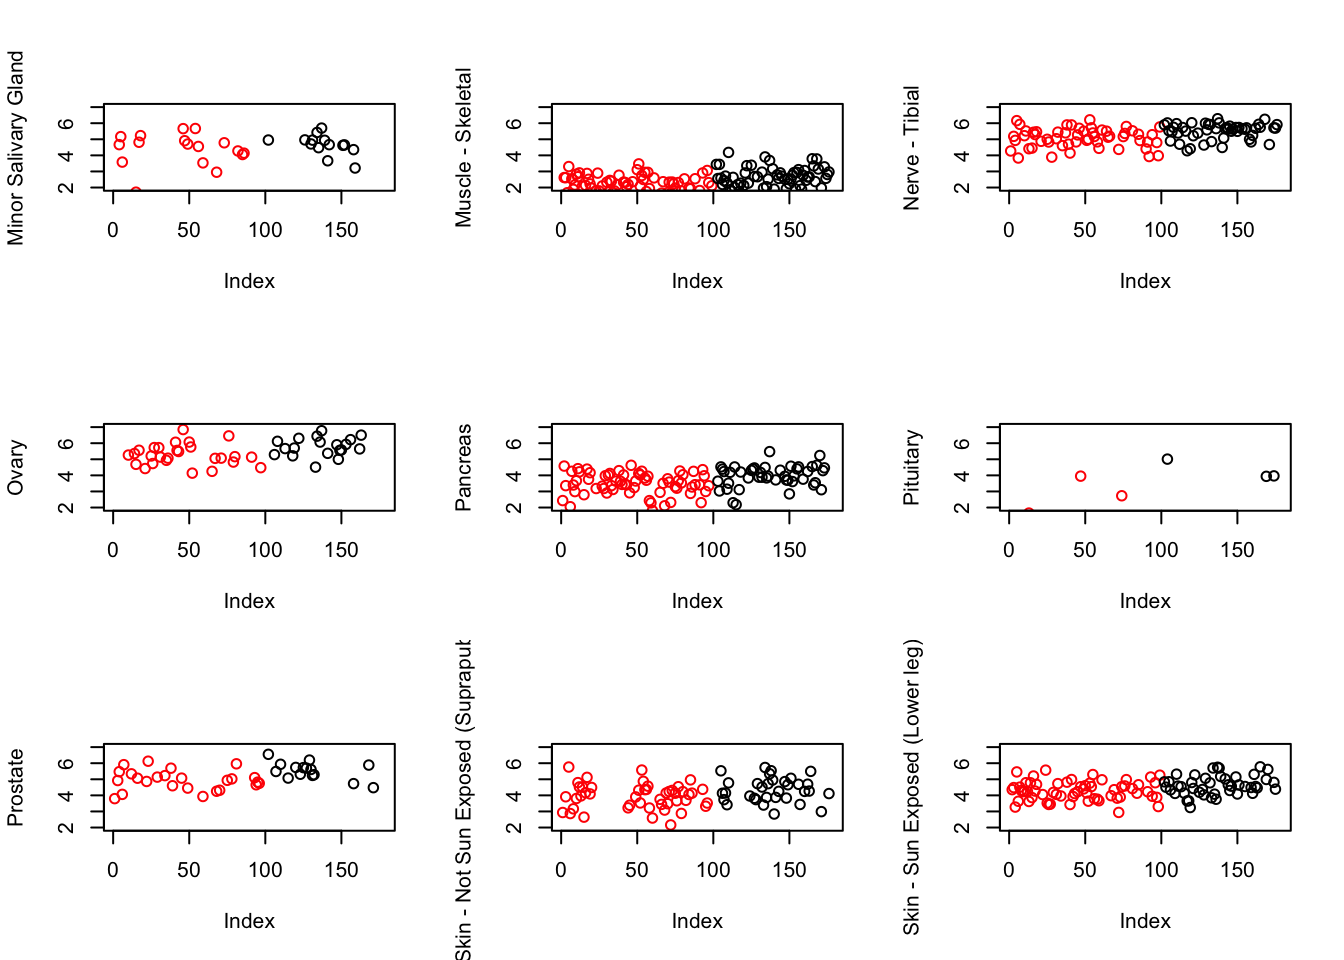 Minor Salivary Gland
2 4 6
0 50 100 150
Index
Muscle - Skeletal
2 4 6
0 50 100 150
Index
Nerve - Tibial
2 4 6
0 50 100 150
Index
Ovary
2 4 6
0 50 100 150
Index
Pancreas
2 4 6
0 50 100 150
Index
Pituitary
2 4 6
0 50 100 150
Index
Prostate
2 4 6
0 50 100 150
Index
Skin - Not Sun Exposed (Suprapub
2 4 6
0 50 100 150
Index
Skin - Sun Exposed (Lower leg)
2 4 6
0 50 100 150
Index